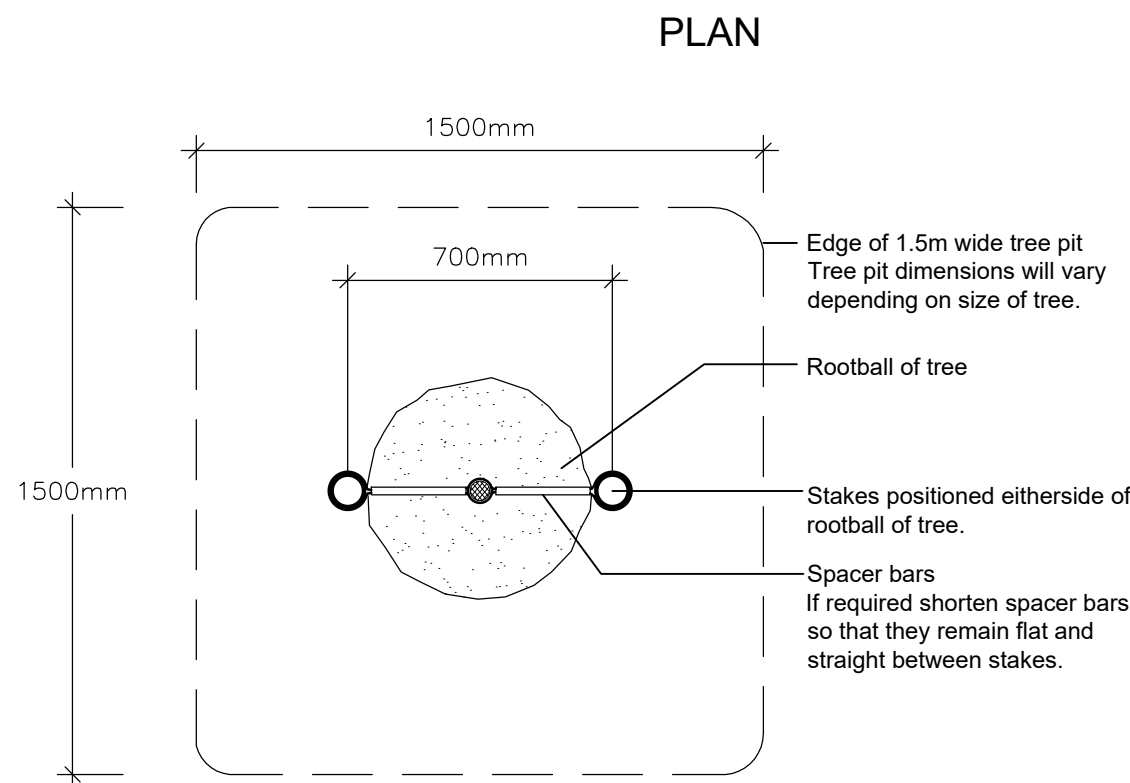 PLAN
1500mm
700mm
Edge of 1.5m wide tree pit
Tree pit dimensions will vary
depending on size of tree.
Rootball of tree
1500mm
Stakes positioned eitherside of
rootball of tree.
Spacer bars
If required shorten spacer bars
so that they remain flat and
straight between stakes.